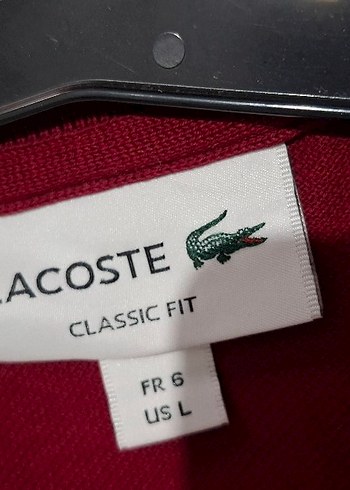 LACOSTE
CLASSIC FIT
FR 6
US L